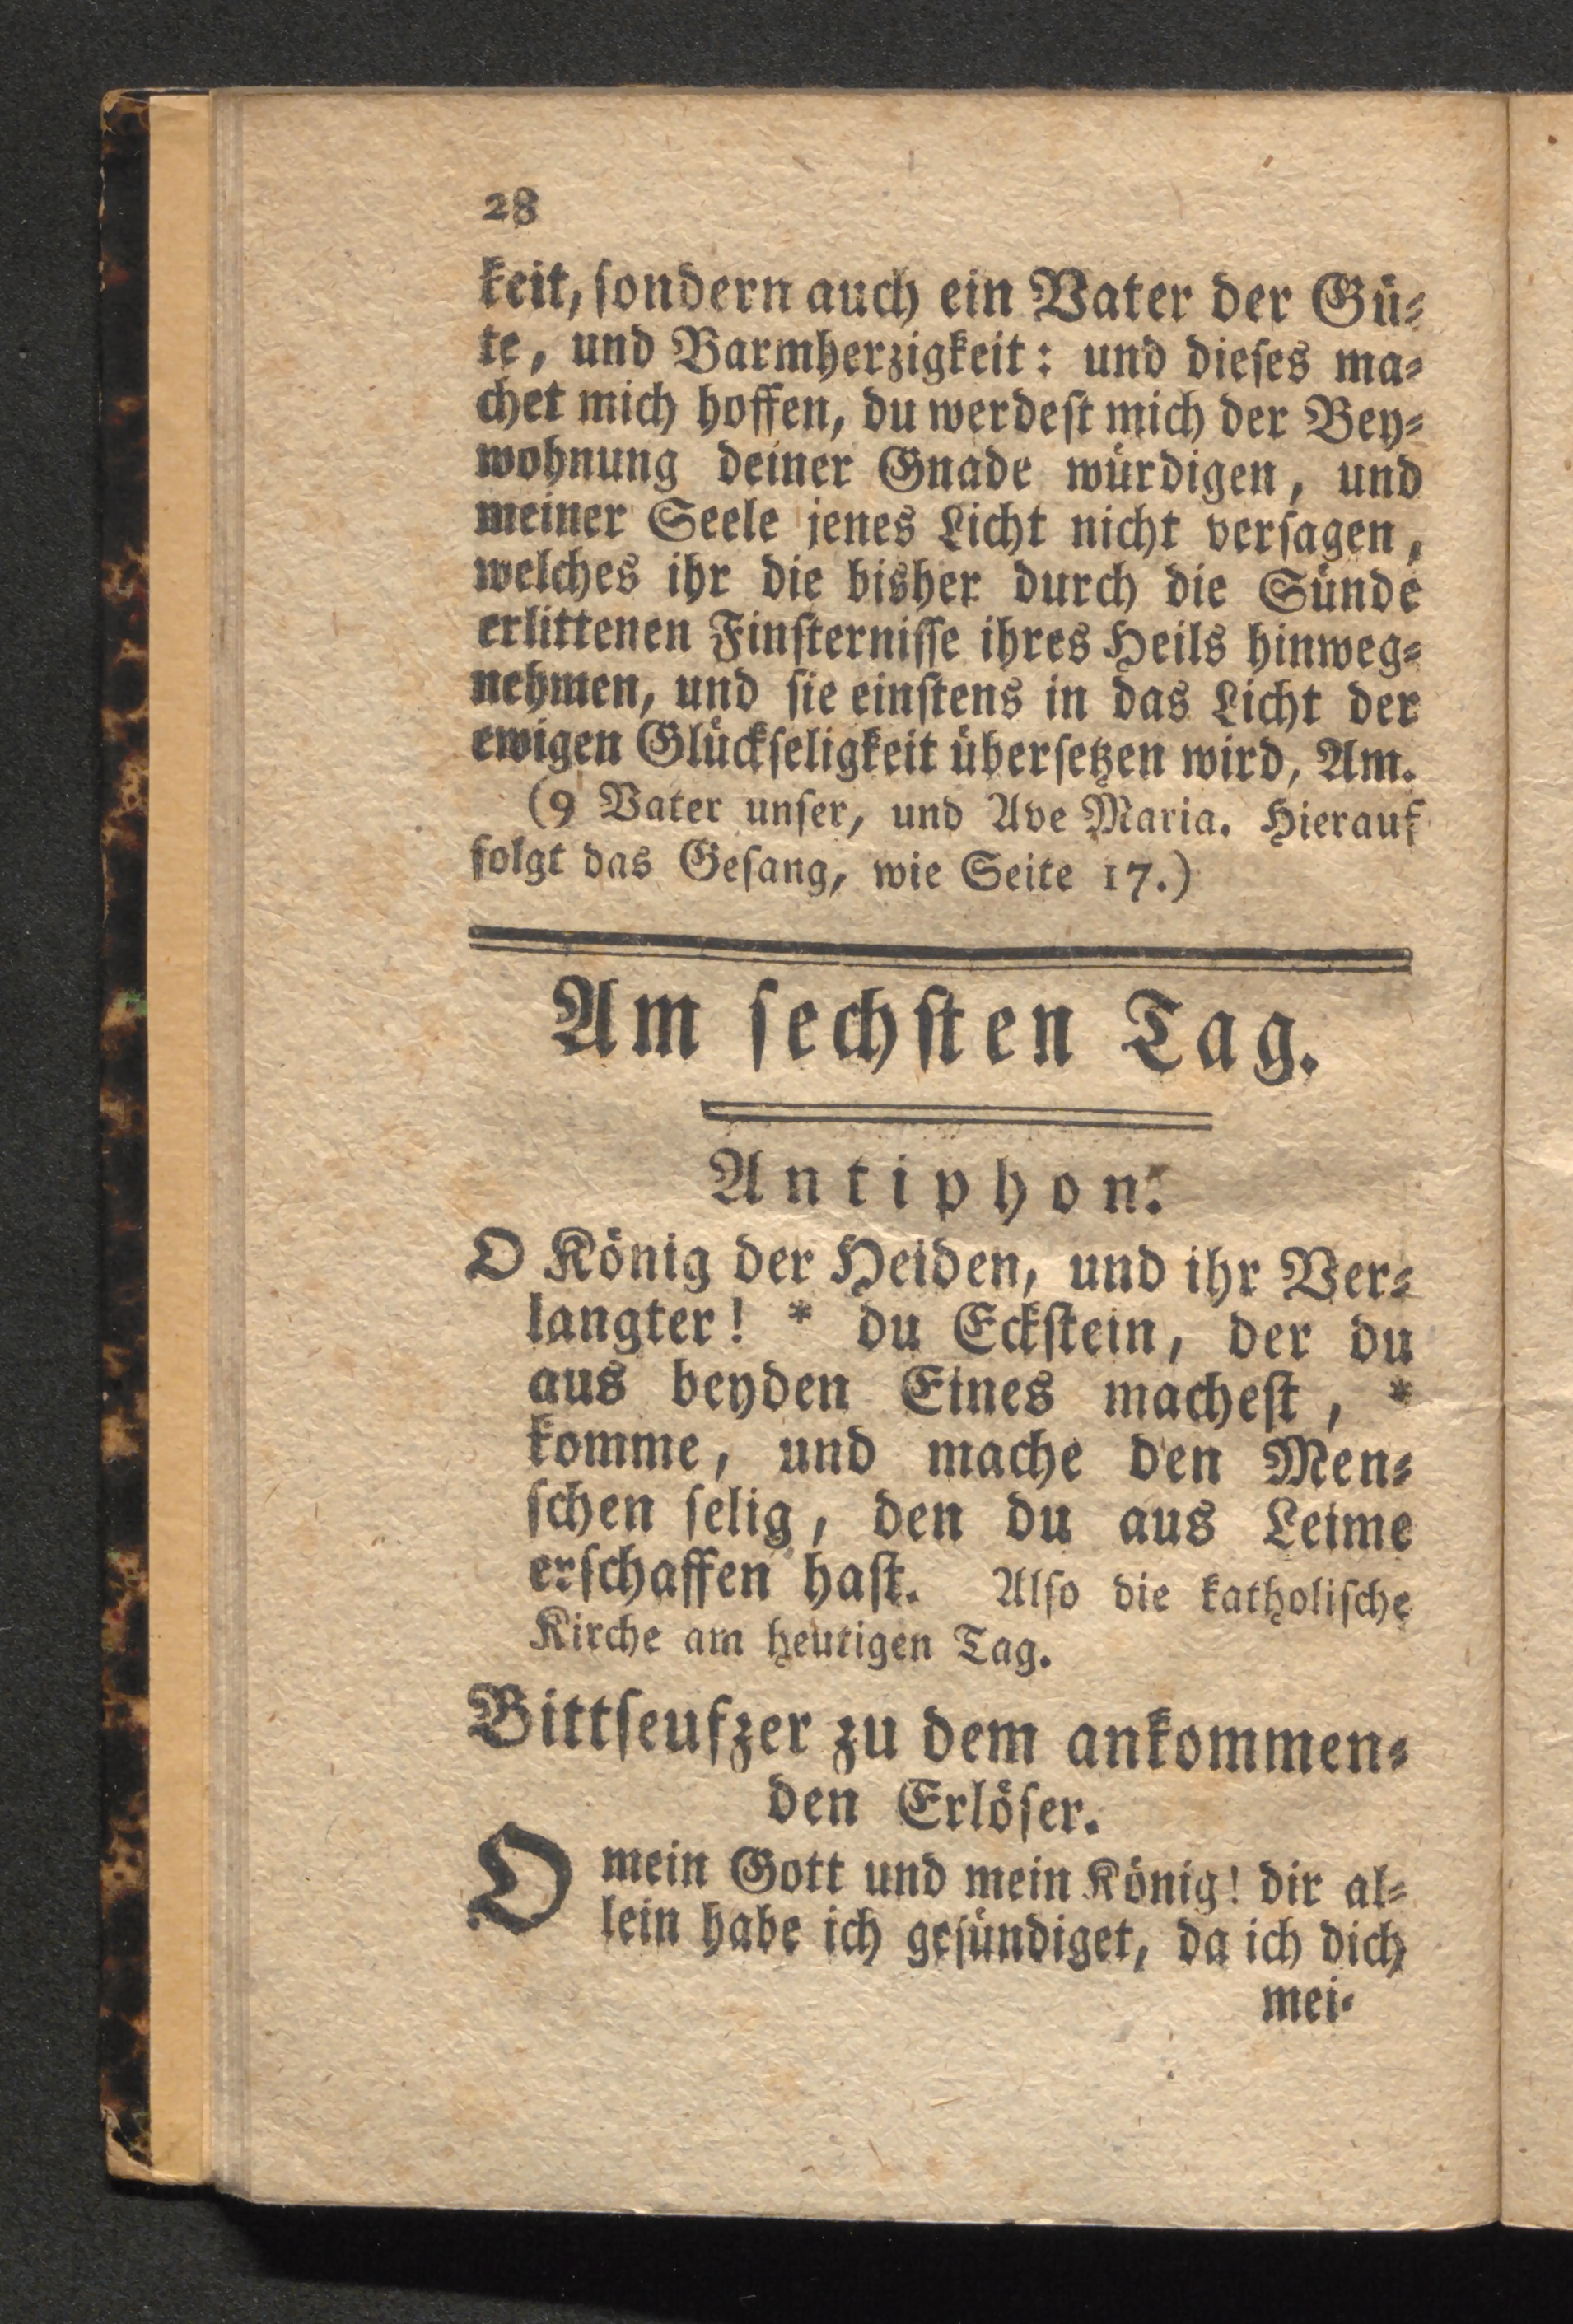 28
keit, ſondern auch ein Vater der Gü⸗
te, und Barmherzigkeit: und dieſes ma⸗
chet mich hoffen, du werdeſt mich der Bey⸗
wohnung deiner Gnade würdigen, und
meiner Seele jenes Licht nicht verſagen,
welches ihr die bisher durch die Sünde
erlittenen Finſterniſſe ihres Heils hinweg⸗
nehmen, und ſie einſtens in das Licht der
ewigen Glückſeligkeit überſetzen wird, Am.
(9 Vater unſer, und Ave Maria. Hierauf
folgt das Geſang, wie Seite 17.)
Am ſechſten Tag.
Antiphon.
O König der Heiden, und ihr Ver⸗
langter! * du Eckſtein, der du
aus beyden Eines macheſt, *
komme, und mache den Men⸗
ſchen ſelig, den du aus Leime
erſchaffen haſt. Alſo die katholiſche
Kirche am heutigen Tag.
Bittſeufzer zu dem ankommen⸗
den Erlöſer.
O mein Gott und mein König! dir al⸗
lein habe ich geſündiget, da ich dich
mei⸗